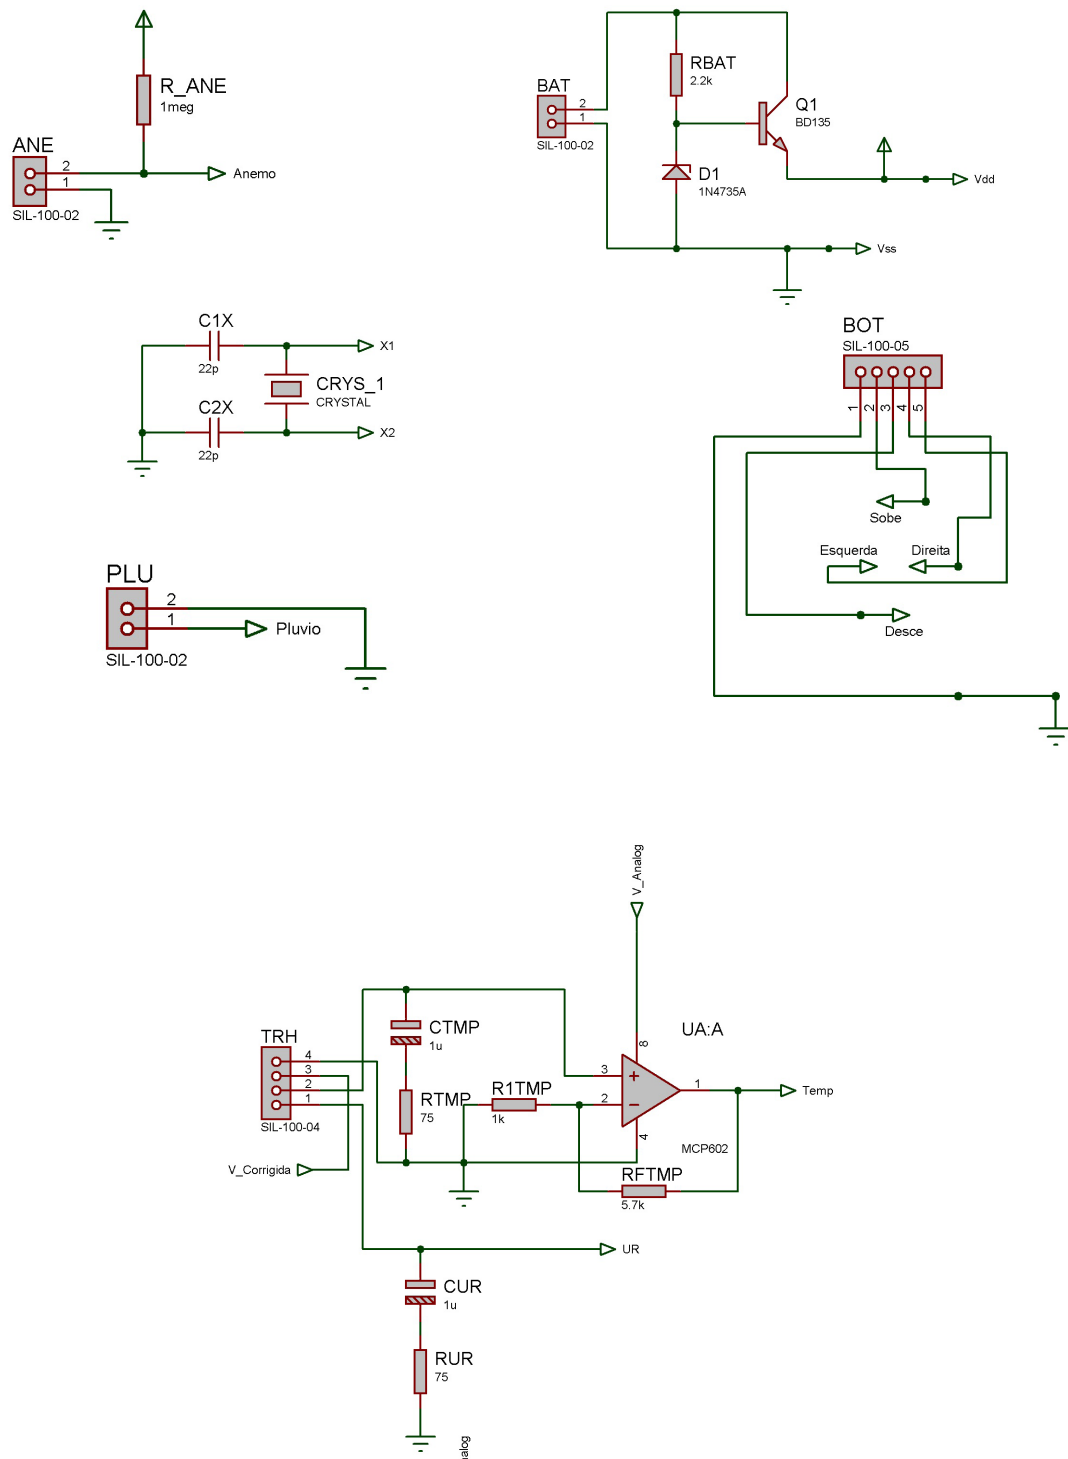 R_ANE
1meg
ANE
2
1
SIL-100-02
Anemo
BAT
2
1
SIL-100-02
RBAT
2.2k
Q1
BD135
D1
1N4735A
Vdd
Vss
C1X
22p
X1
CRYS_1
CRYSTAL
C2X
22p
X2
BOT
SIL-100-05
1
2
3
4
5
Sobe
Esquerda
Direita
Desce
PLU
2
1
Pluvio
SIL-100-02
V_Analog
TRH
4
3
2
1
SIL-100-04
V_Corrigida
CTMP
1u
RTMP
75
R1TMP
1k
UA:A
8
3
2
1
4
MCP602
Temp
RFTMP
5.7k
UR
CUR
1u
RUR
75
alog